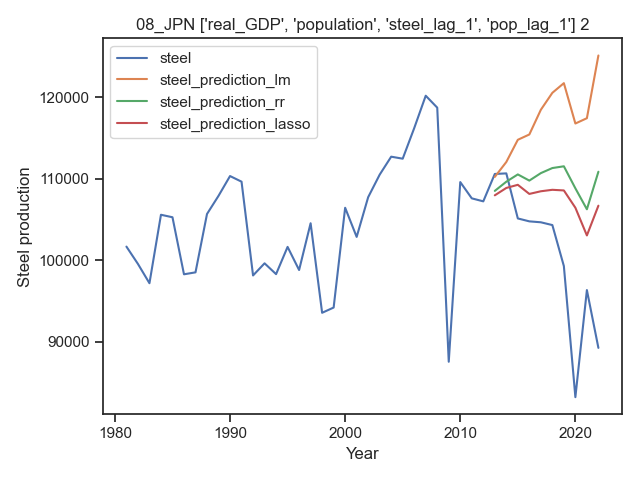 08_JPN ['real_GDP', 'population', 'steel_lag_1', 'pop_lag_1'] 2
steel
steel_prediction_lm
steel_prediction_rr
steel_prediction_lasso
120000
110000
100000
90000
Steel production
1980 1990 2000 2010 2020
Year